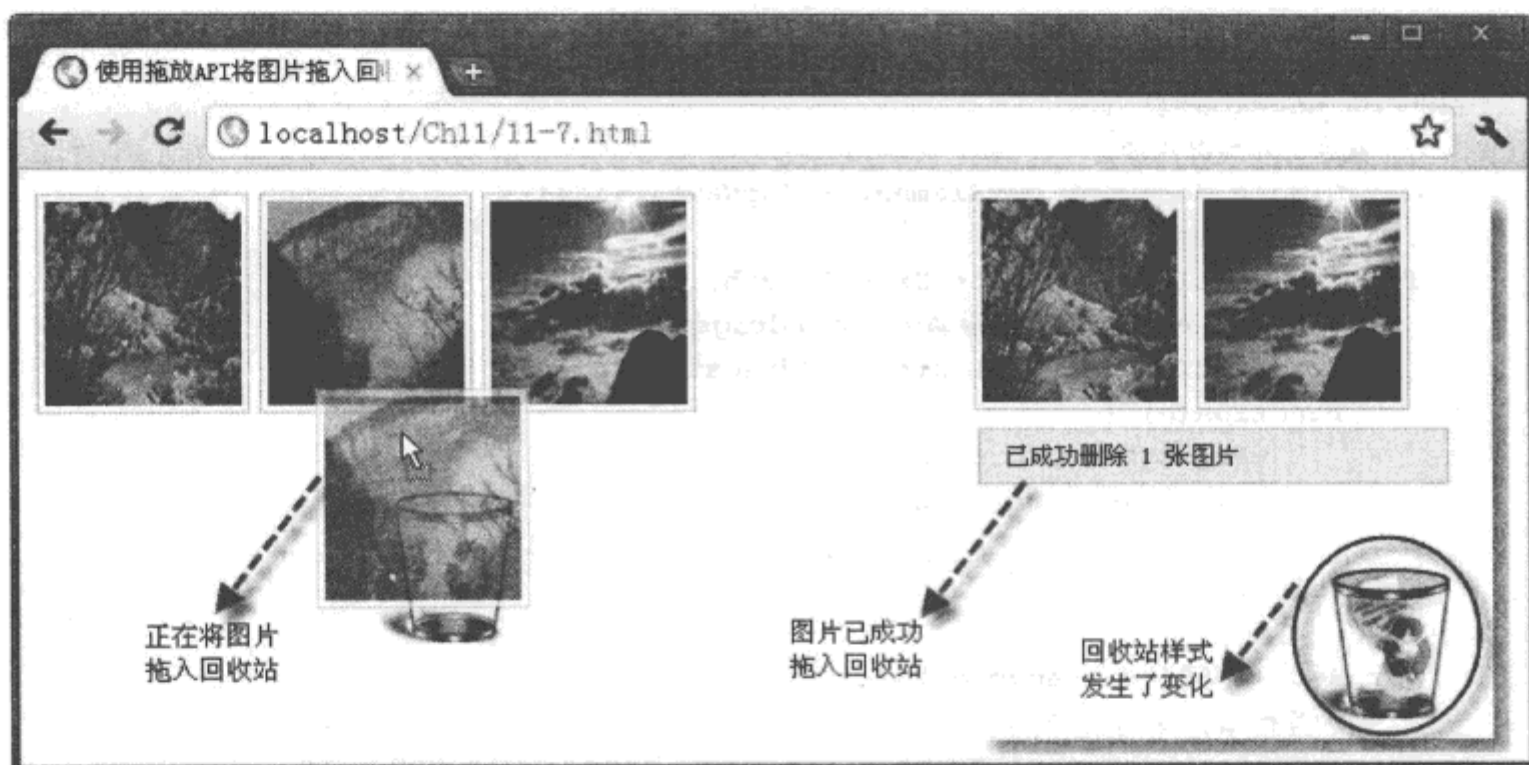 使用拖放API将图片拖入回
localhost/Ch11/11-7.html
已成功删除 1 张图片
正在将图片
拖入回收站
图片已成功
拖入回收站
回收站样式
发生了变化